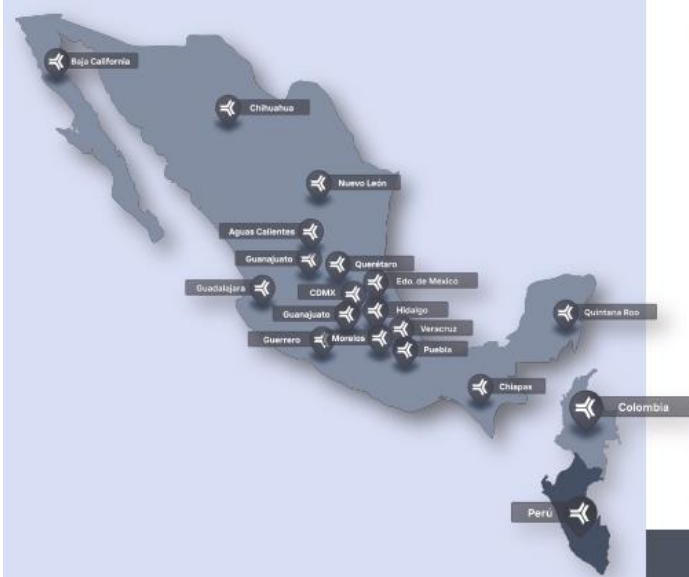 Baja California
Chihuahua
Nuevo León
Aguas Calientes
Guanajuato
Querétaro
Edo. de México
Guadalajara
CDMX
Hidalgo
Guanajuato
Quintana Roo
Veracruz
Guerrero
Morelos
Puebla
Chiapas
Colombia
Perú